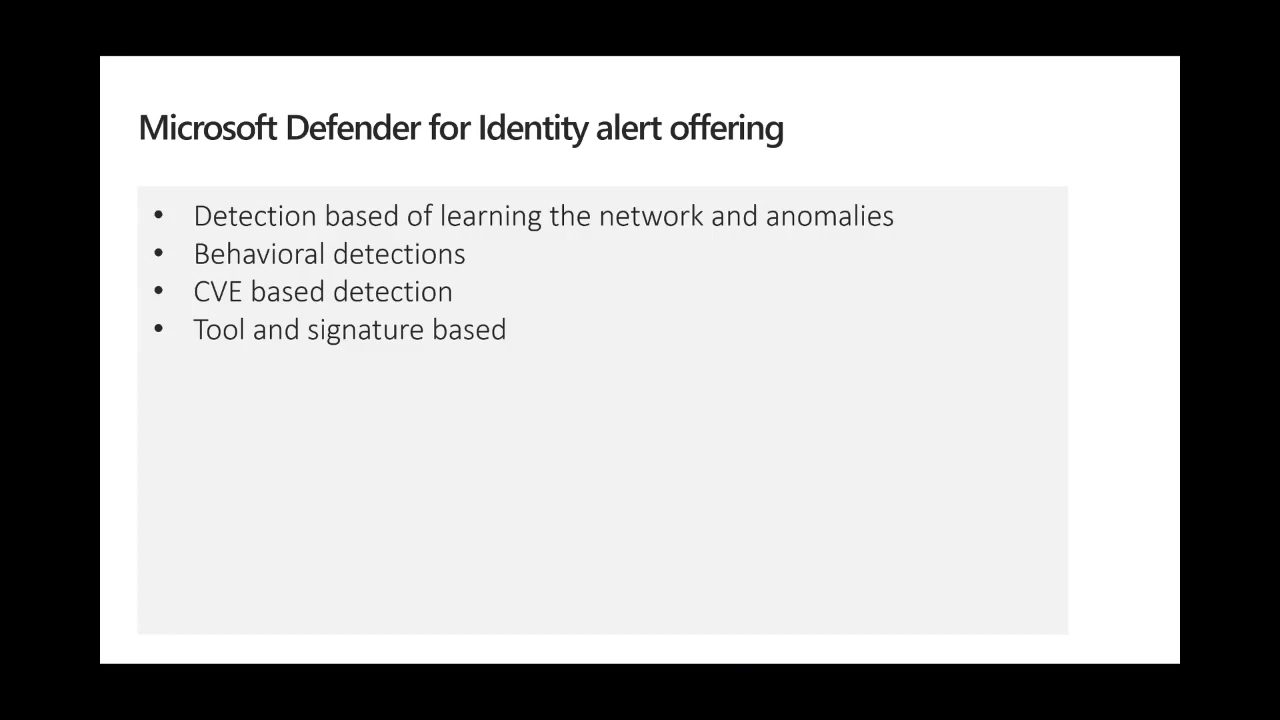 Microsoft Defender for Identity alert offering
• Detection based of learning the network and anomalies
• Behavioral detections
• CVE based detection
• Tool and signature based